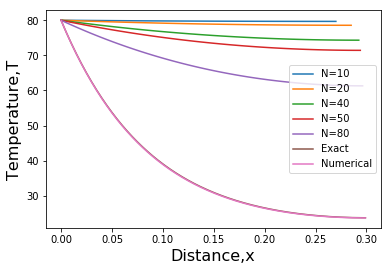 80
70
60
50
40
30
Temperature,T
0.00 0.05 0.10 0.15 0.20 0.25 0.30
Distance,x
N=10
N=20
N=40
N=50
N=80
Exact
Numerical